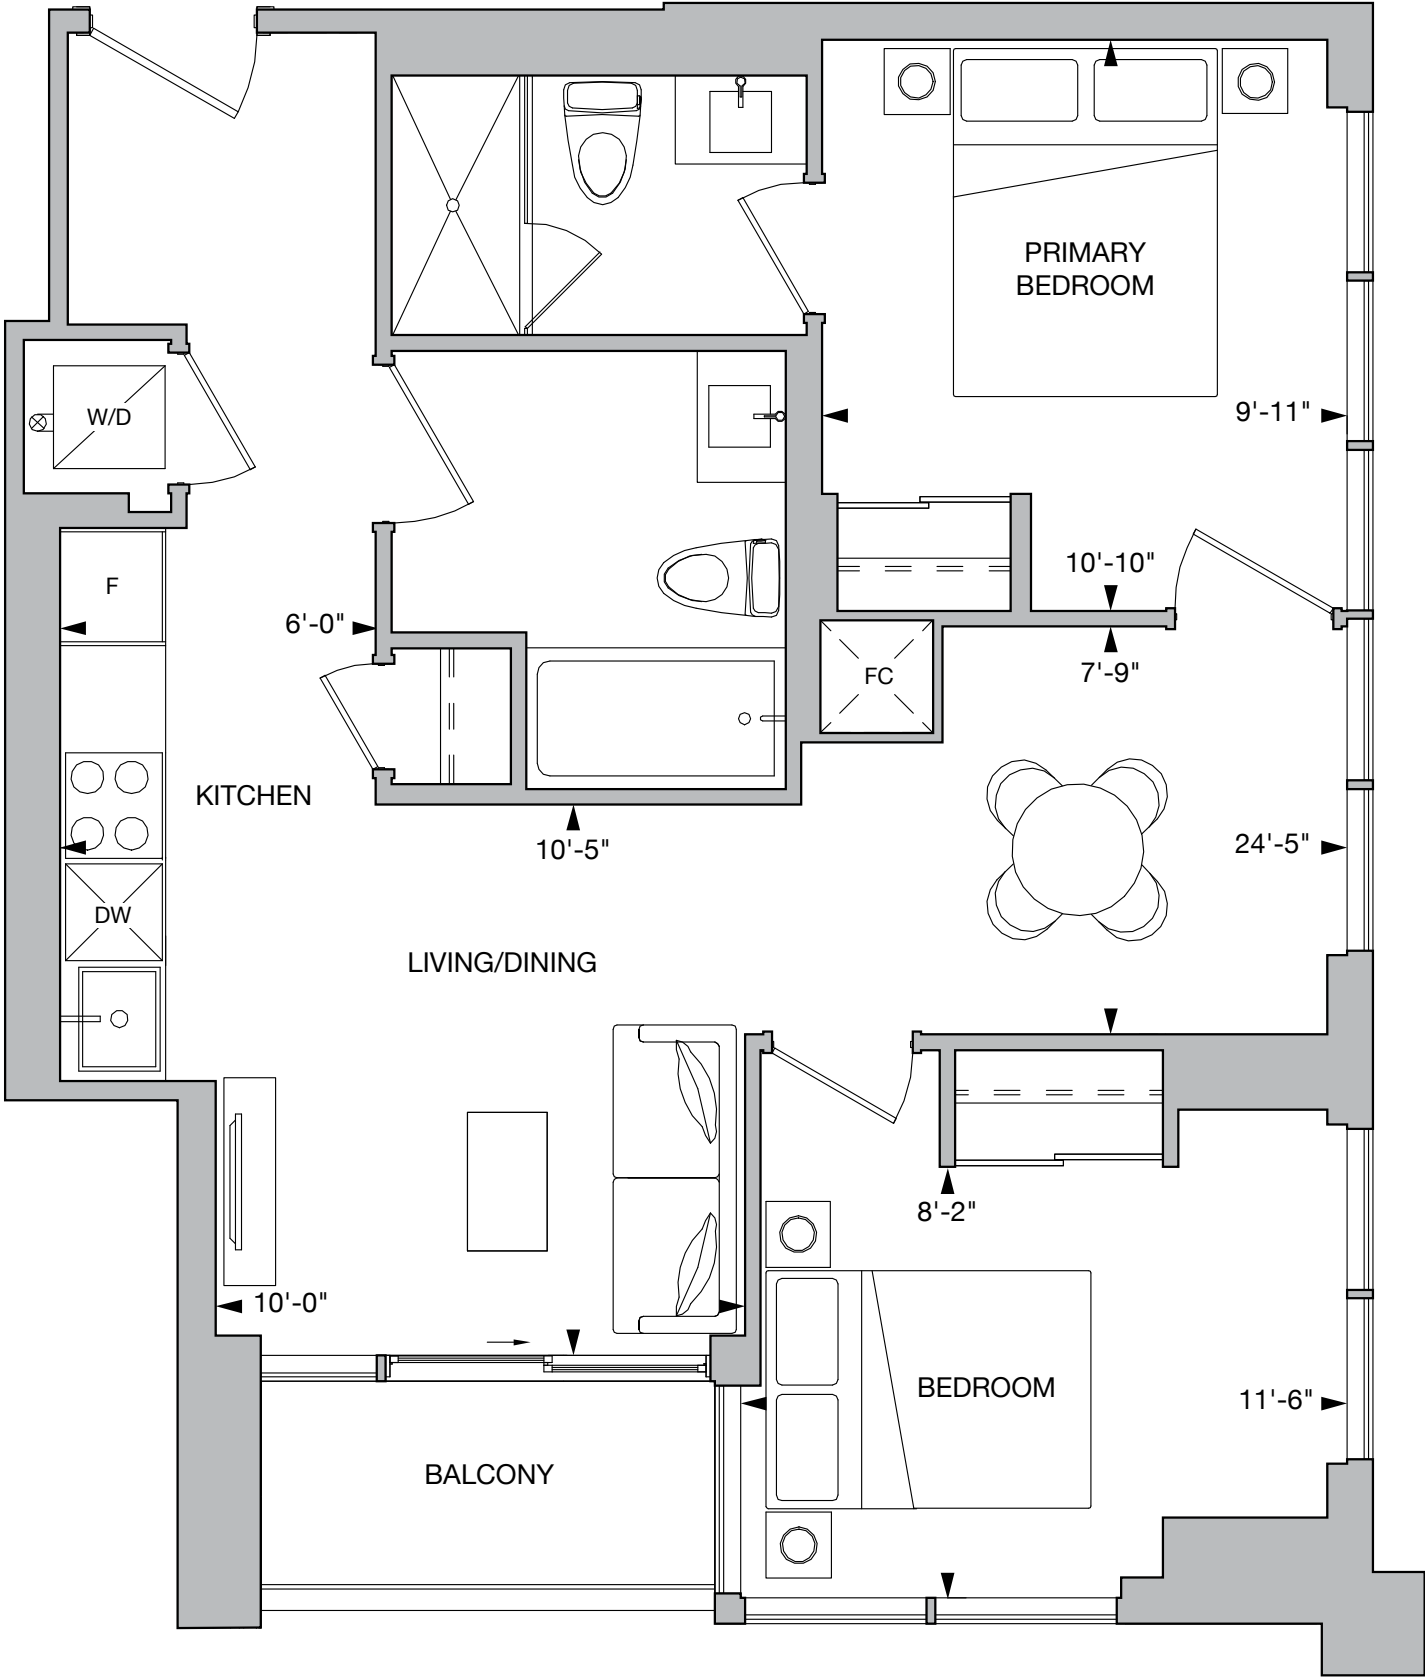 PRIMARY
BEDROOM
W/D
9'-11"
10'-10"
F
6'-0"
7'-9"
FC
KITCHEN
10'-5"
24'-5"
DW
LIVING/DINING
8'-2"
10'-0"
BEDROOM
11'-6"
BALCONY